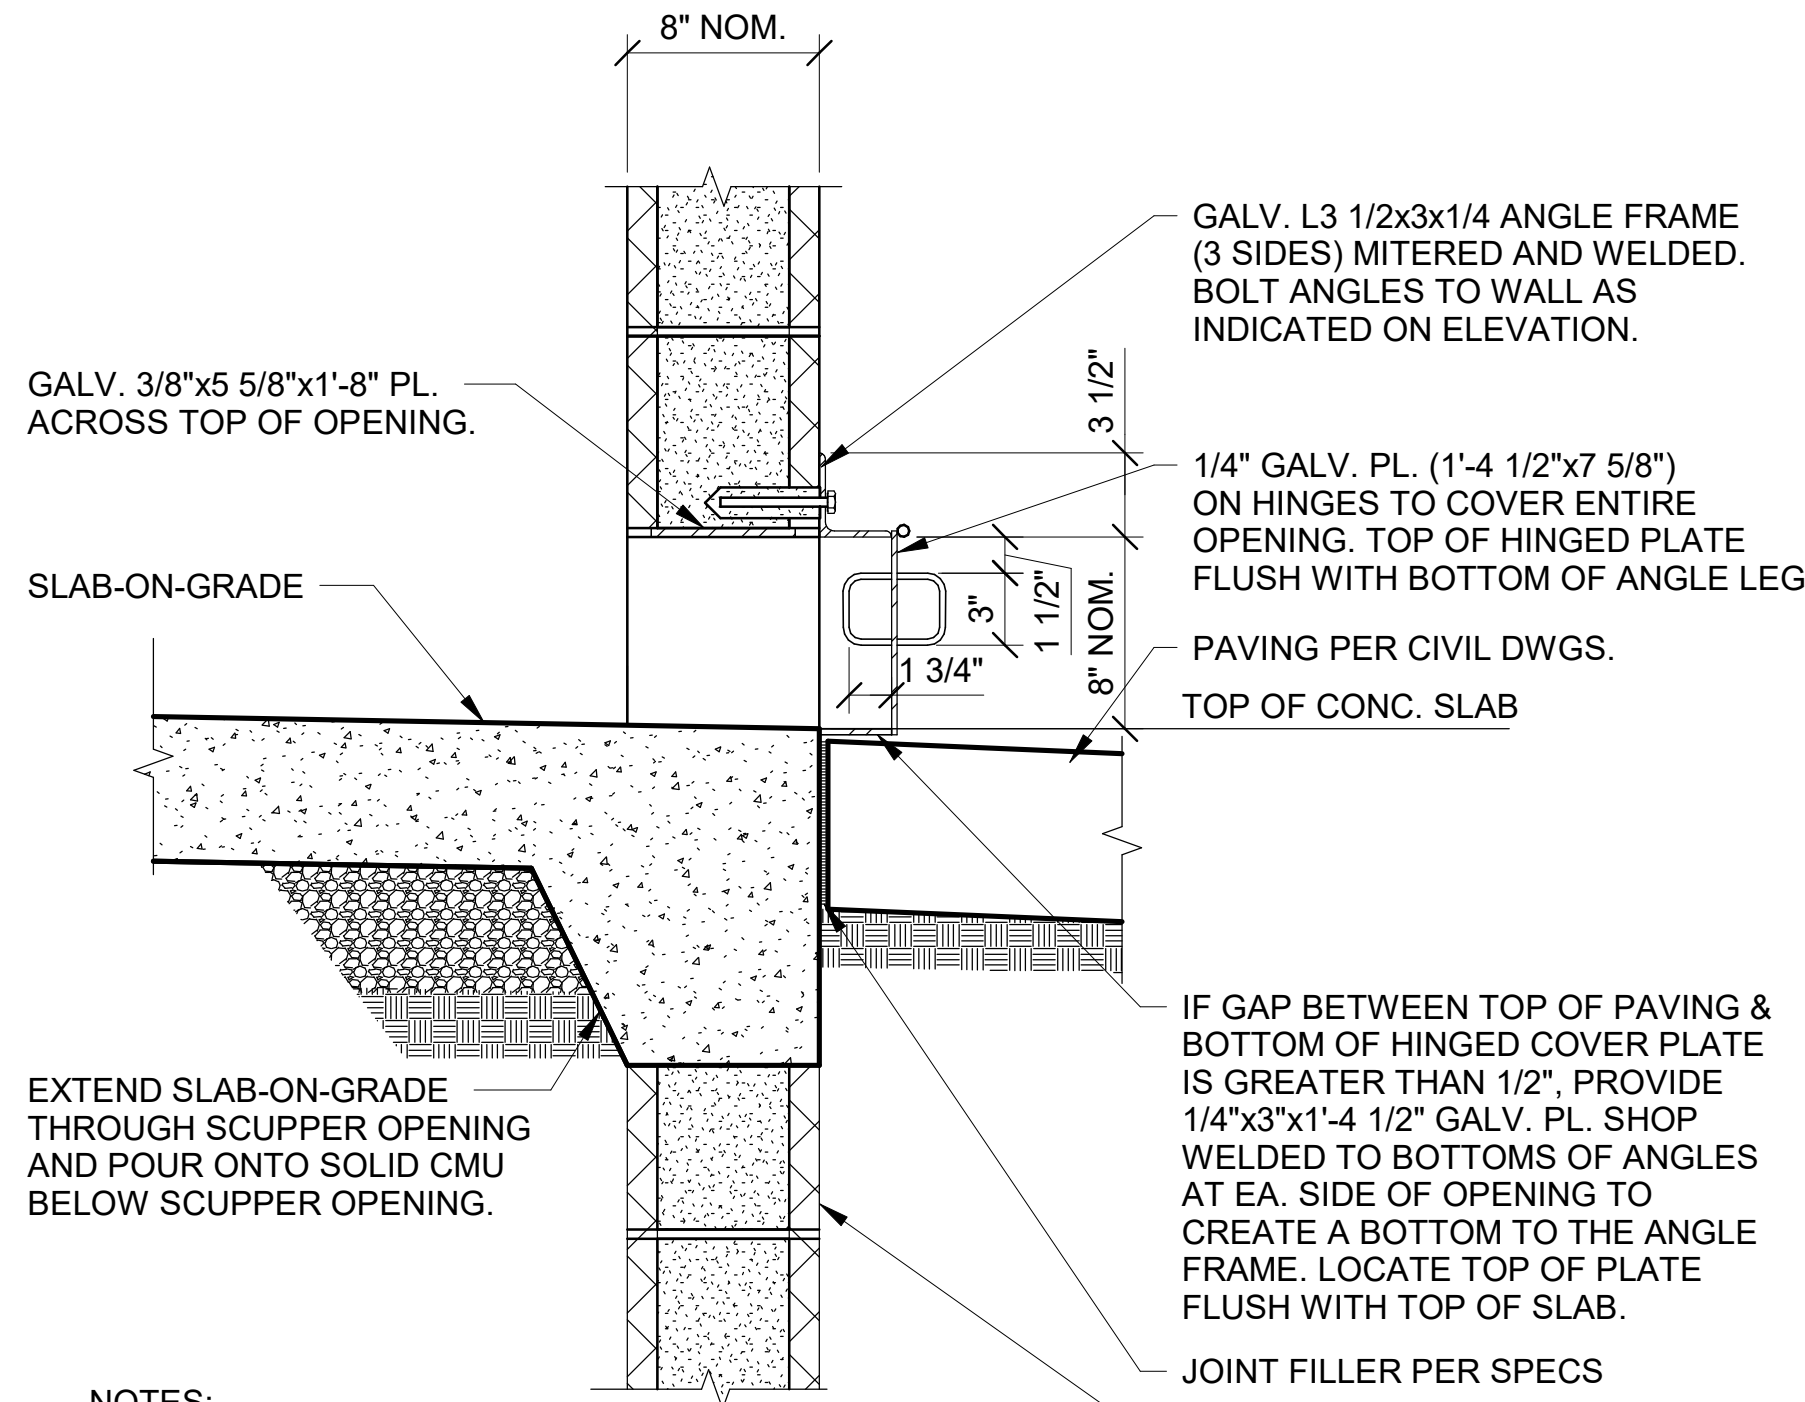 8" NOM.
GALV. L3 1/2x3x1/4 ANGLE FRAME
(3 SIDES) MITERED AND WELDED.
BOLT ANGLES TO WALL AS
INDICATED ON ELEVATION.
GALV. 3/8"x5 5/8"x1'-8" PL.
ACROSS TOP OF OPENING.
3 1/2"
1/4" GALV. PL. (1'-4 1/2"x7 5/8")
ON HINGES TO COVER ENTIRE
OPENING. TOP OF HINGED PLATE
FLUSH WITH BOTTOM OF ANGLE LEG
SLAB-ON-GRADE
3"
1 1/2"
8" NOM.
1 3/4"
PAVING PER CIVIL DWGS.
TOP OF CONC. SLAB
IF GAP BETWEEN TOP OF PAVING &
BOTTOM OF HINGED COVER PLATE
IS GREATER THAN 1/2", PROVIDE
1/4"x3"x1'-4 1/2" GALV. PL. SHOP
WELDED TO BOTTOMS OF ANGLES
AT EA. SIDE OF OPENING TO
CREATE A BOTTOM TO THE ANGLE
FRAME. LOCATE TOP OF PLATE
FLUSH WITH TOP OF SLAB.
EXTEND SLAB-ON-GRADE
THROUGH SCUPPER OPENING
AND POUR ONTO SOLID CMU
BELOW SCUPPER OPENING.
JOINT FILLER PER SPECS
NOTES: